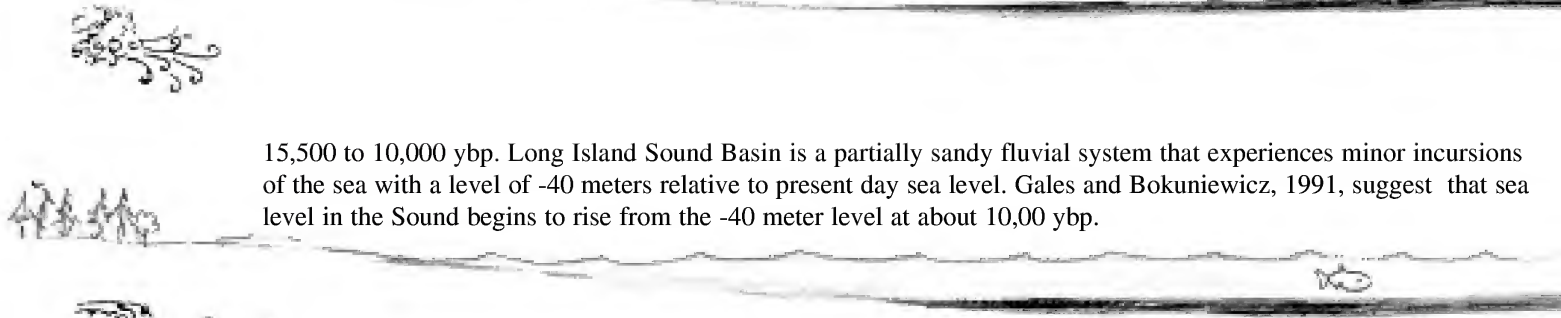 15,500 to 10,000 ybp. Long Island Sound Basin is a partially sandy fluvial system that experiences minor incursions
of the sea with a level of -40 meters relative to present day sea level. Gales and Bokuniewicz, 1991, suggest that sea
level in the Sound begins to rise from the -40 meter level at about 10,00 ybp.